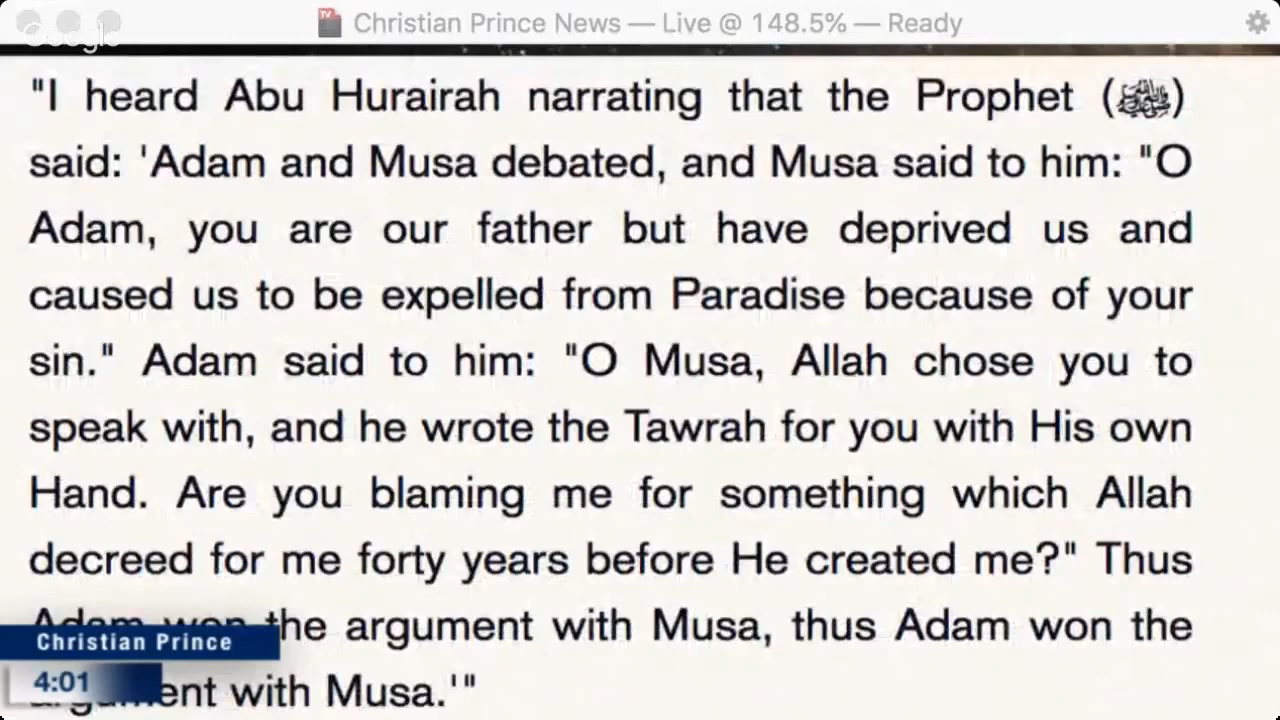 Christian Prince News — Live @ 148.5% — Ready
Google
"I heard Abu Hurairah narrating that the Prophet (ﷺ)
said: 'Adam and Musa debated, and Musa said to him: "O
Adam, you are our father but have deprived us and
caused us to be expelled from Paradise because of your
sin." Adam said to him: "O Musa, Allah chose you to
speak with, and he wrote the Tawrah for you with His own
Hand. Are you blaming me for something which Allah
decreed for me forty years before He created me?" Thus
Adam won the argument with Musa, thus Adam won the
argument with Musa.'"
Christian Prince
4:01